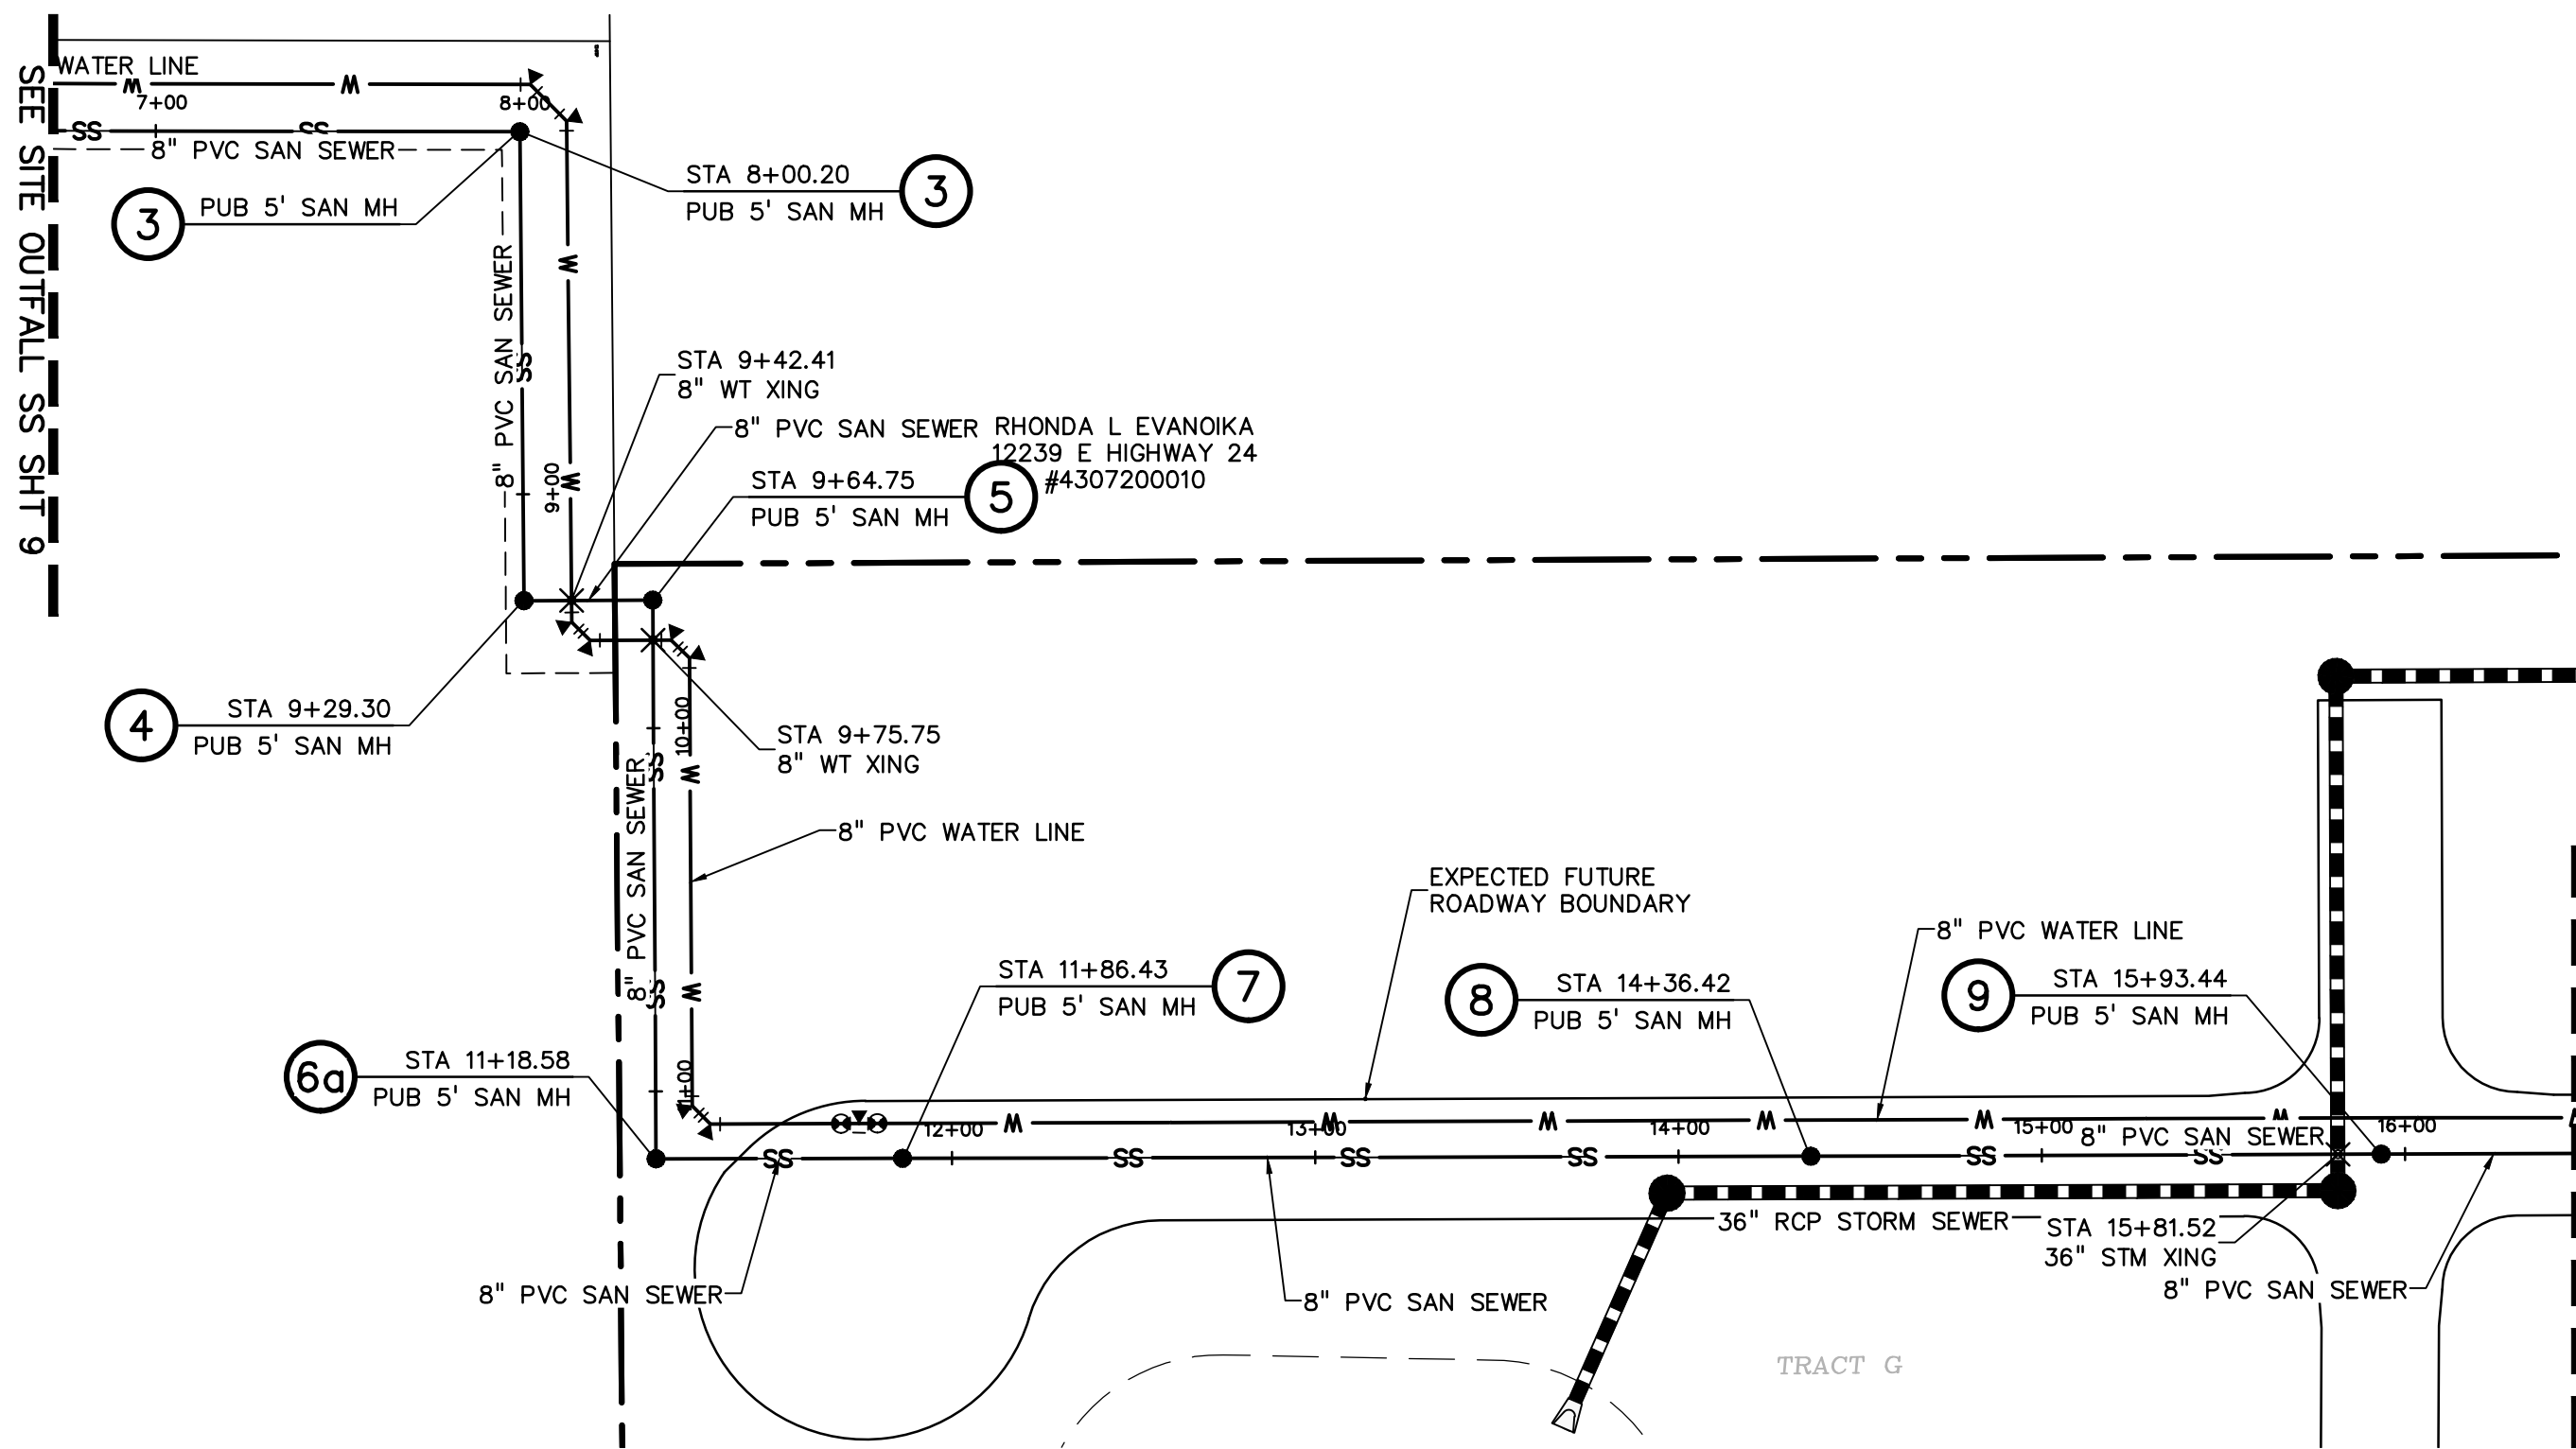 SEE SITE OUTFALL SS SHT 9
WATER LINE
W
W
7+00
8+00
SS
SS
8" PVC SAN SEWER
3
PUB 5' SAN MH
STA 8+00.20
PUB 5' SAN MH
3
8" PVC SAN SEWER
SS
W
W
9+00
STA 9+42.41
8" WT XING
8" PVC SAN SEWER
RHONDA L EVANOIKA
12239 E HIGHWAY 24
#4307200010
STA 9+64.75
PUB 5' SAN MH
5
4
STA 9+29.30
PUB 5' SAN MH
10+00
STA 9+75.75
8" WT XING
8" PVC SAN SEWER
SS
SS
W
W
8" PVC WATER LINE
EXPECTED FUTURE
ROADWAY BOUNDARY
8" PVC WATER LINE
STA 11+86.43
PUB 5' SAN MH
7
8
STA 14+36.42
PUB 5' SAN MH
9
STA 15+93.44
PUB 5' SAN MH
6a
STA 11+18.58
PUB 5' SAN MH
11+00
W
W
W
W
W
W
12+00
13+00
14+00
15+00
16+00
8" PVC SAN SEWER
SS
SS
SS
SS
SS
SS
36" RCP STORM SEWER
STA 15+81.52
36" STM XING
8" PVC SAN SEWER
8" PVC SAN SEWER
8" PVC SAN SEWER
TRACT G